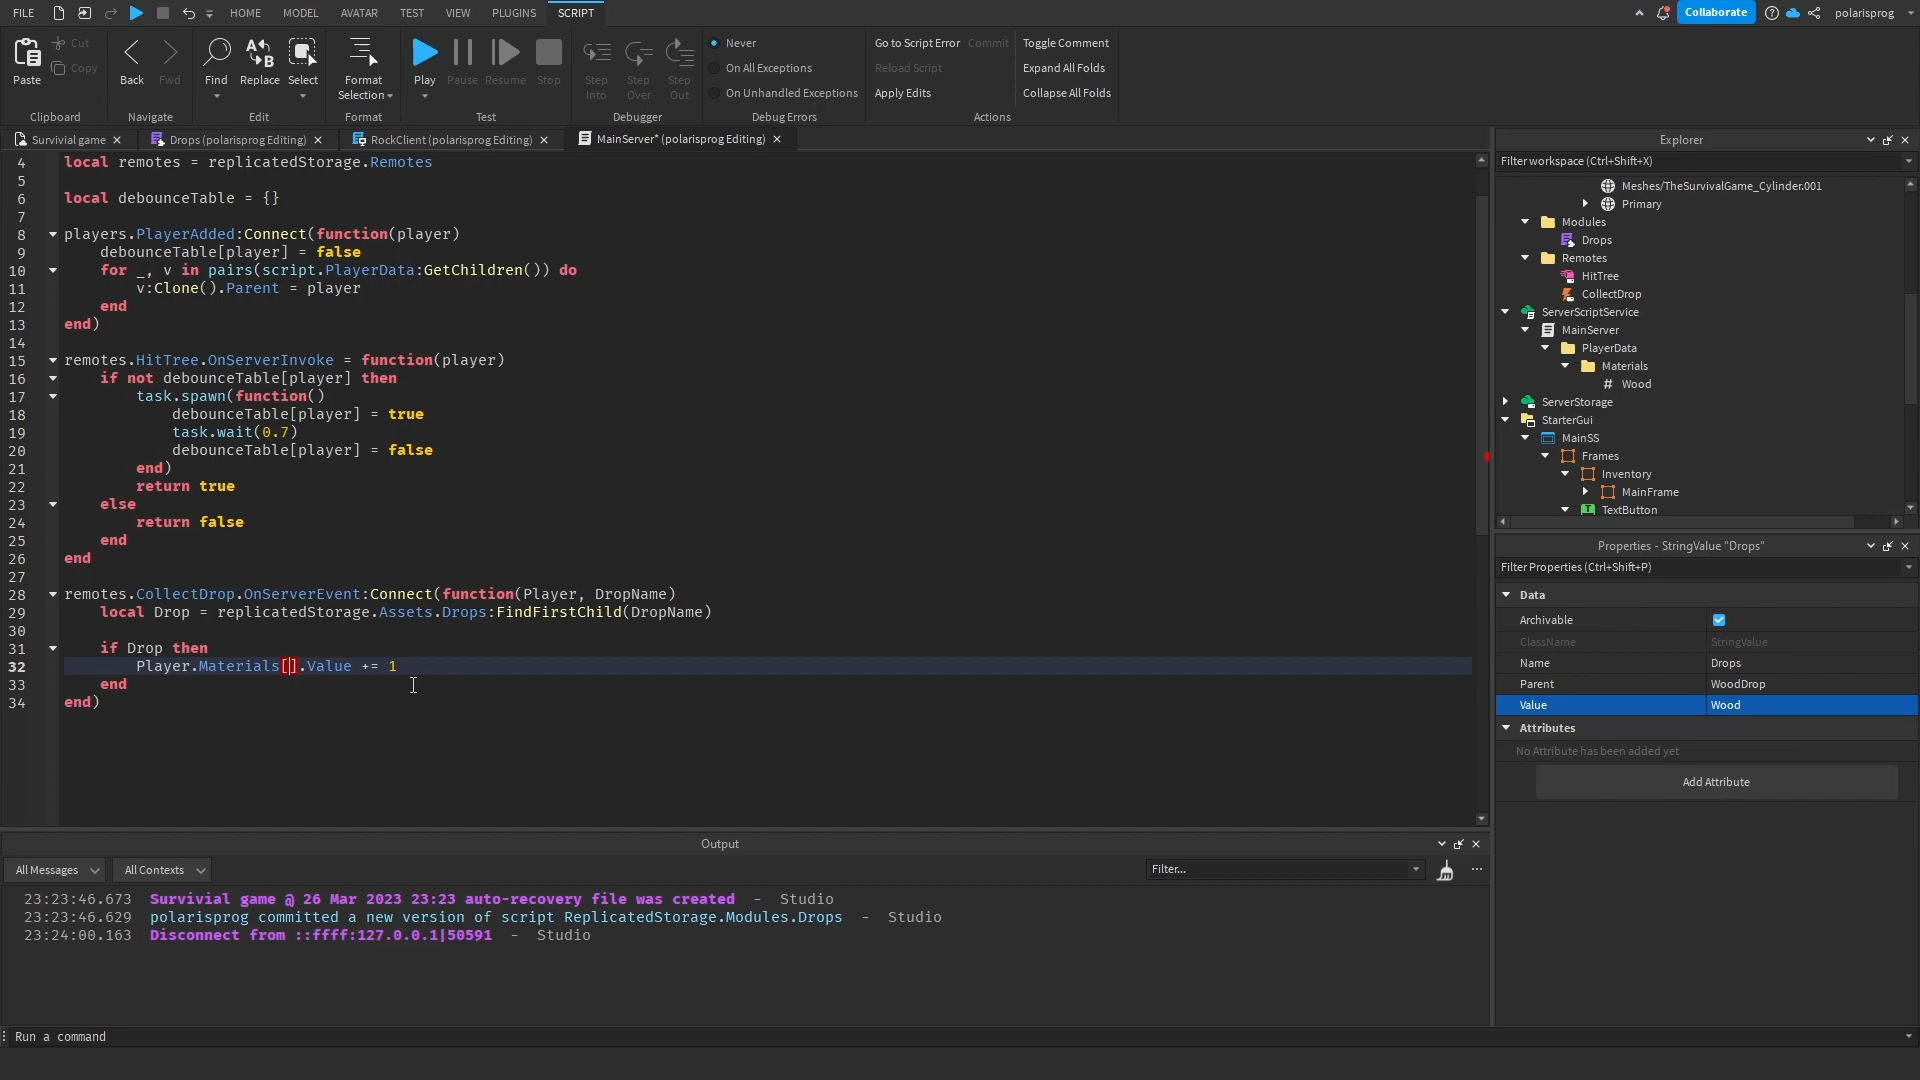 FILE
HOME
MODEL
AVATAR
TEST
VIEW
PLUGINS
SCRIPT
Collaborate
polarisprog
Paste
Cut
Copy
Clipboard
Back
Fwd
Navigate
Find
Replace
Select
Edit
Format
Selection
Format
Play
Pause
Resume
Stop
Test
Step
Into
Step
Over
Step
Out
Debugger
Never
On All Exceptions
On Unhandled Exceptions
Debug Errors
Go to Script Error
Commit
Reload Script
Apply Edits
Toggle Comment
Expand All Folds
Collapse All Folds
Actions
Survivial game
Drops (polarisprog Editing)
RockClient (polarisprog Editing)
MainServer* (polarisprog Editing)
4 local remotes = replicatedStorage.Remotes
5
6 local debounceTable = {}
7
8 players.PlayerAdded:Connect(function(player)
9 debounceTable[player] = false
10 for _, v in pairs(script.PlayerData:GetChildren()) do
11 v:Clone().Parent = player
12 end
13 end)
14
15 remotes.HitTree.OnServerInvoke = function(player)
16 if not debounceTable[player] then
17 task.spawn(function()
18 debounceTable[player] = true
19 task.wait(0.7)
20 debounceTable[player] = false
21 end)
22 return true
23 else
24 return false
25 end
26 end
27
28 remotes.CollectDrop.OnServerEvent:Connect(function(Player, DropName)
29 local Drop = replicatedStorage.Assets.Drops:FindFirstChild(DropName)
30
31 if Drop then
32 Player.Materials[].Value += 1
33 end
34 end)
Explorer
Filter workspace (Ctrl+Shift+X)
Meshes/TheSurvivalGame_Cylinder.001
Primary
Modules
Drops
Remotes
HitTree
CollectDrop
ServerScriptService
MainServer
PlayerData
Materials
# Wood
ServerStorage
StarterGui
MainSS
Frames
Inventory
MainFrame
TextButton
Properties - StringValue "Drops"
Filter Properties (Ctrl+Shift+P)
Data
Archivable
ClassName StringValue
Name Drops
Parent WoodDrop
Value Wood
Attributes
No Attribute has been added yet
Add Attribute
Output
All Messages
All Contexts
Filter...
23:23:46.673 Survivial game @ 26 Mar 2023 23:23 auto-recovery file was created - Studio
23:23:46.629 polarisprog committed a new version of script ReplicatedStorage.Modules.Drops - Studio
23:24:00.163 Disconnect from ::ffff:127.0.0.1|50591 - Studio
Run a command